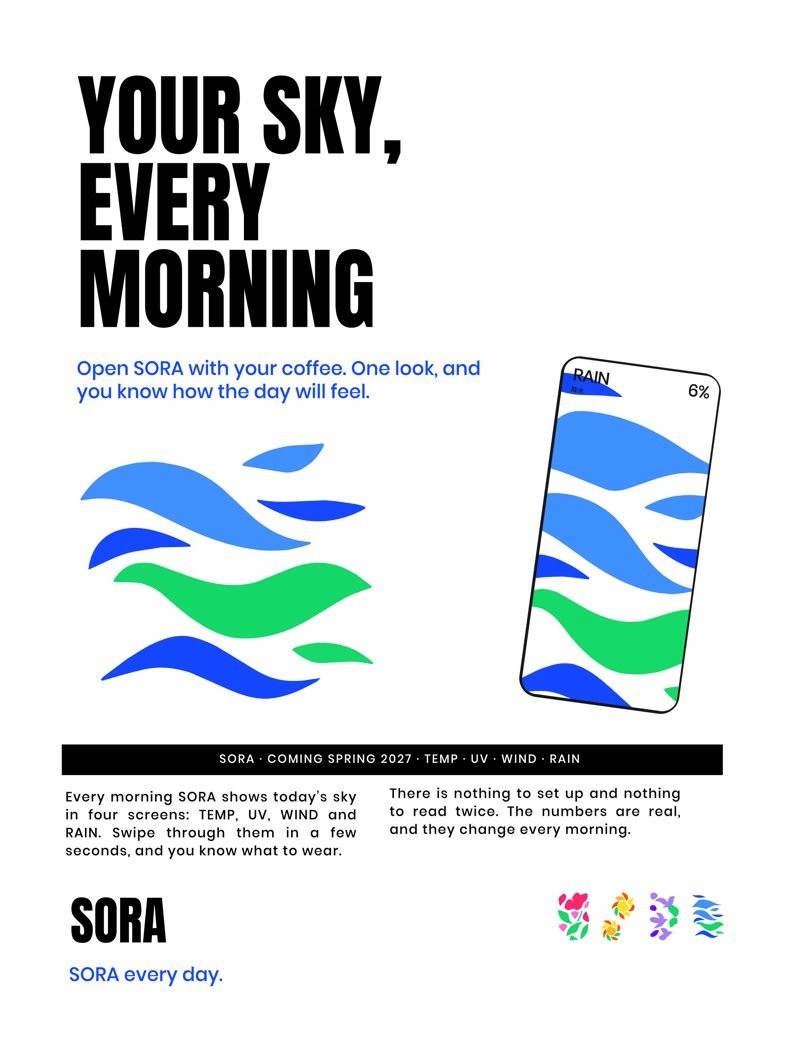 YOUR SKY,
EVERY
MORNING
Open SORA with your coffee. One look, and
you know how the day will feel.
RAIN
6%
SORA · COMING SPRING 2027 · TEMP · UV · WIND · RAIN
Every morning SORA shows today's sky
in four screens: TEMP, UV, WIND and
RAIN. Swipe through them in a few
seconds, and you know what to wear.
There is nothing to set up and nothing
to read twice. The numbers are real,
and they change every morning.
SORA
SORA every day.